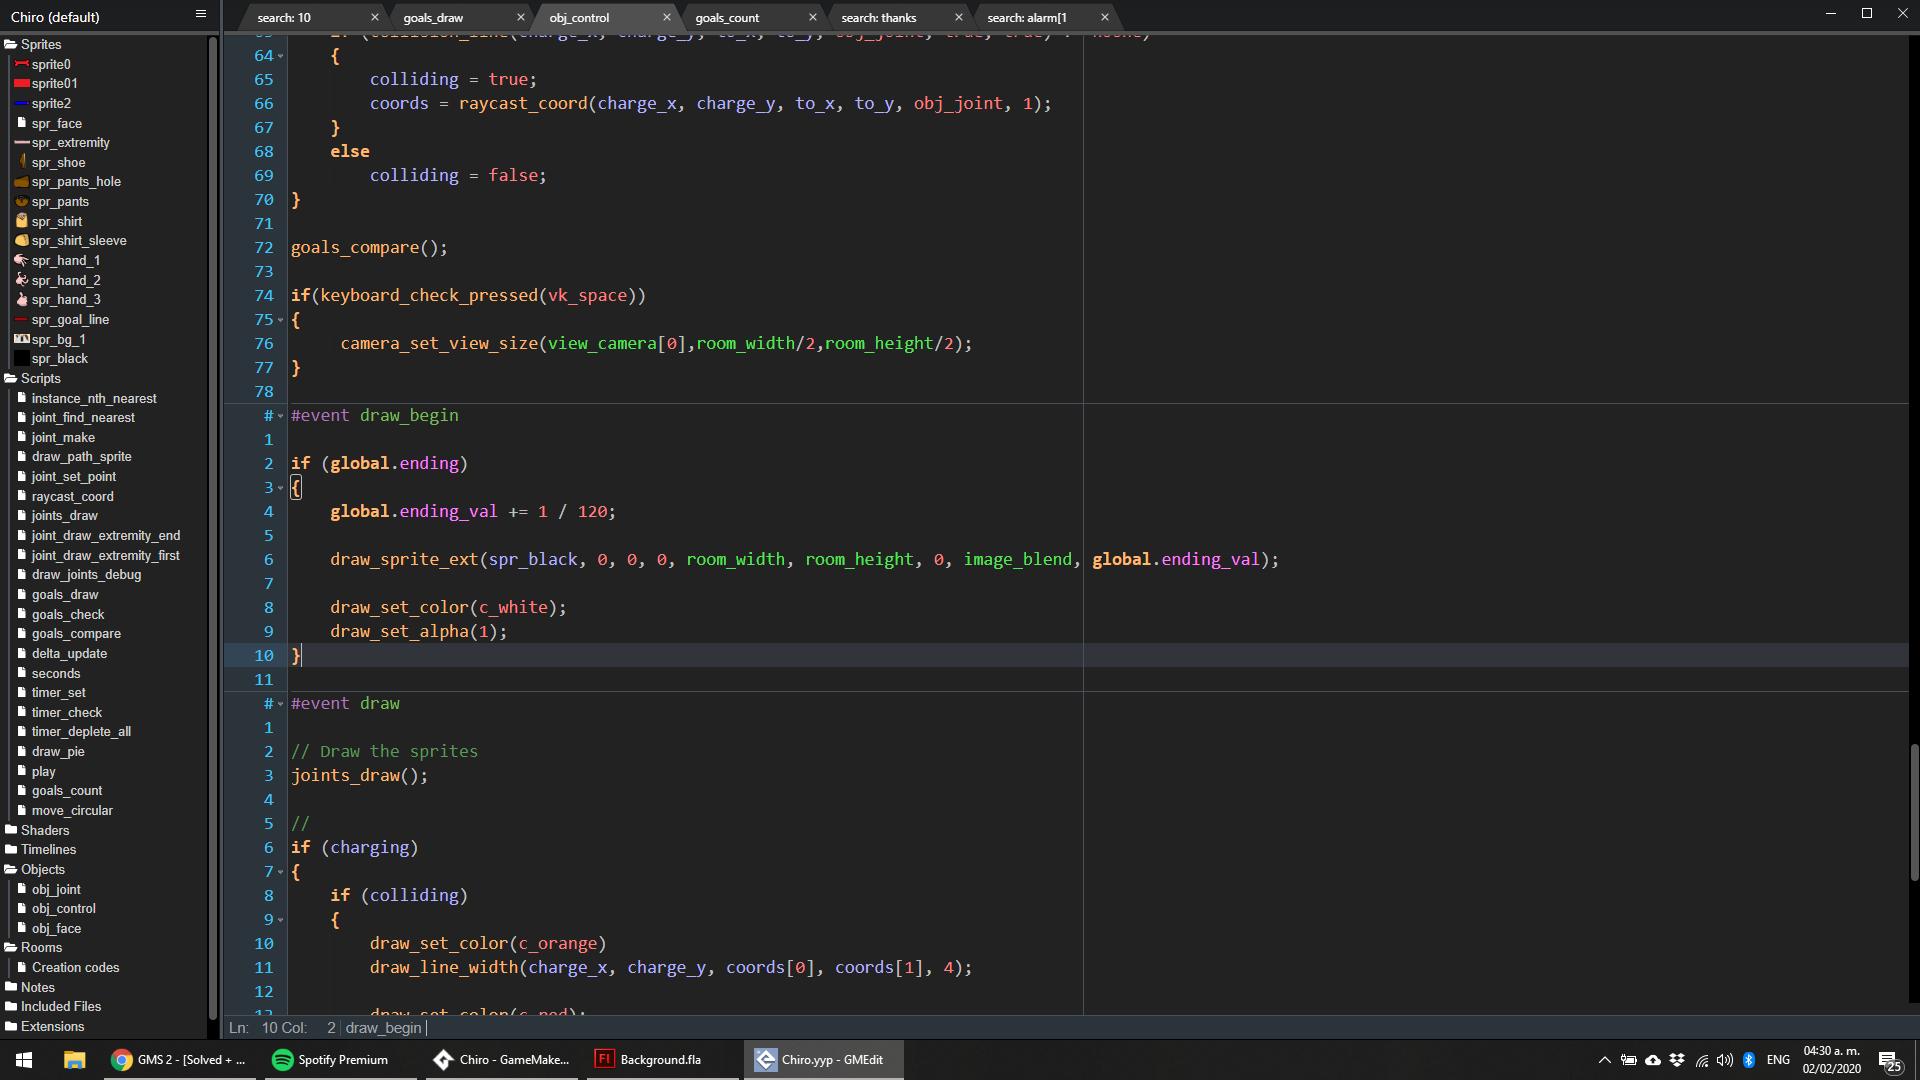 Chiro (default)
search: 10
goals_draw
obj_control
goals_count
search: thanks
search: alarm[1
Sprites
sprite0
sprite01
sprite2
spr_face
spr_extremity
spr_shoe
spr_pants_hole
spr_pants
spr_shirt
spr_shirt_sleeve
spr_hand_1
spr_hand_2
spr_hand_3
spr_goal_line
spr_bg_1
spr_black
Scripts
instance_nth_nearest
joint_find_nearest
joint_make
draw_path_sprite
joint_set_point
raycast_coord
joints_draw
joint_draw_extremity_end
joint_draw_extremity_first
draw_joints_debug
goals_draw
goals_check
goals_compare
delta_update
seconds
timer_set
timer_check
timer_deplete_all
draw_pie
play
goals_count
move_circular
Shaders
Timelines
Objects
obj_joint
obj_control
obj_face
Rooms
Creation codes
Notes
Included Files
Extensions
64 {
65 colliding = true;
66 coords = raycast_coord(charge_x, charge_y, to_x, to_y, obj_joint, 1);
67 }
68 else
69 colliding = false;
70 }
71
72 goals_compare();
73
74 if(keyboard_check_pressed(vk_space))
75 {
76 camera_set_view_size(view_camera[0],room_width/2,room_height/2);
77 }
78
# #event draw_begin
1
2 if (global.ending)
3 {
4 global.ending_val += 1 / 120;
5
6 draw_sprite_ext(spr_black, 0, 0, 0, room_width, room_height, 0, image_blend, global.ending_val);
7
8 draw_set_color(c_white);
9 draw_set_alpha(1);
10 }
11
# #event draw
1
2 // Draw the sprites
3 joints_draw();
4
5 //
6 if (charging)
7 {
8 if (colliding)
9 {
10 draw_set_color(c_orange)
11 draw_line_width(charge_x, charge_y, coords[0], coords[1], 4);
12
Ln: 10 Col: 2 draw_begin
GMS 2 - [Solved + ...
Spotify Premium
Chiro - GameMake...
Fl
Background.fla
Chiro.yyp - GMEdit
ENG
04:30 a. m.
02/02/2020
25